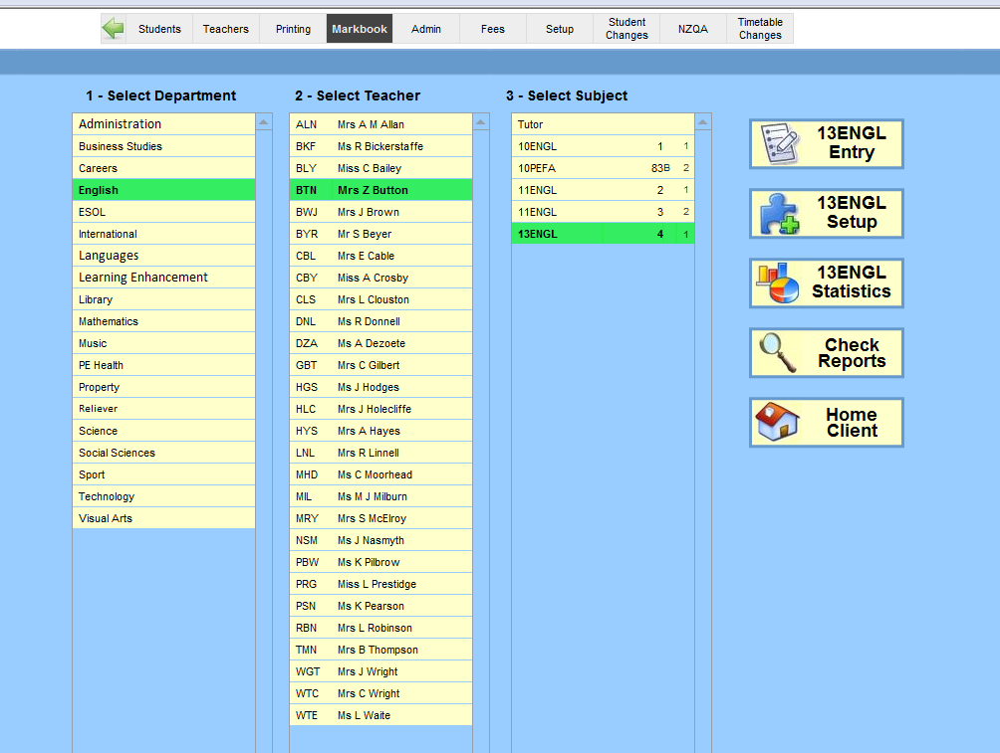 Students Teachers Printing Markbook Admin Fees Setup Student Changes NZQA Timetable Changes
1 - Select Department
Administration
Business Studies
Careers
English
ESOL
International
Languages
Learning Enhancement
Library
Mathematics
Music
PE Health
Property
Reliever
Science
Social Sciences
Sport
Technology
Visual Arts
2 - Select Teacher
ALN Mrs A M Allan
BKF Ms R Bickerstaffe
BLY Miss C Bailey
BTN Mrs Z Button
BWJ Mrs J Brown
BYR Mr S Beyer
CBL Mrs E Cable
CBY Miss A Crosby
CLS Mrs L Clouston
DNL Ms R Donnell
DZA Ms A Dezoete
GBT Mrs C Gilbert
HGS Ms J Hodges
HLC Mrs J Holecliffe
HYS Mrs A Hayes
LNL Mrs R Linnell
MHD Ms C Moorhead
MIL Ms M J Milburn
MRY Mrs S McElroy
NSM Ms J Nasmyth
PBW Ms K Pilbrow
PRG Miss L Prestidge
PSN Ms K Pearson
RBN Mrs L Robinson
TMN Mrs B Thompson
WGT Mrs J Wright
WTC Mrs C Wright
WTE Ms L Waite
3 - Select Subject
Tutor
10ENGL 1 1
10PEFA 83B 2
11ENGL 2 1
11ENGL 3 2
13ENGL 4 1
13ENGL
Entry
13ENGL
Setup
13ENGL
Statistics
Check
Reports
Home
Client